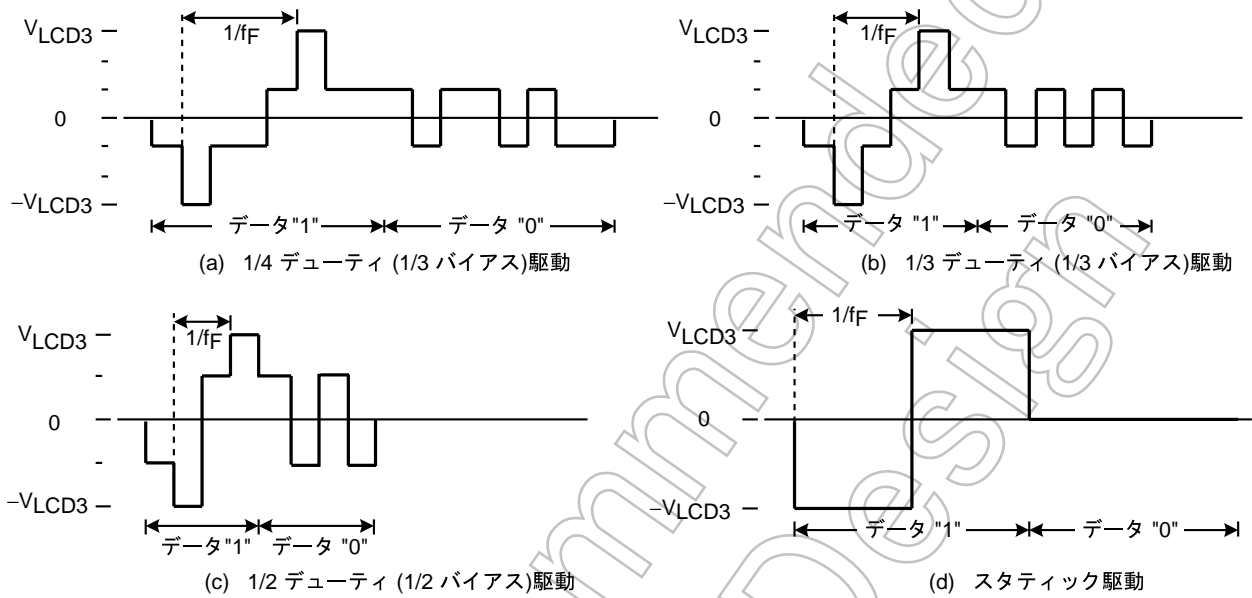 VLCD3
1/fF
0
−VLCD3
データ"1"
データ "0"
(a) 1/4 デューティ (1/3 バイアス)駆動
VLCD3
1/fF
0
−VLCD3
データ "1"
データ "0"
(b) 1/3 デューティ (1/3 バイアス)駆動
VLCD3
1/fF
0
−VLCD3
データ"1"
データ "0"
(c) 1/2 デューティ (1/2 バイアス)駆動
VLCD3
1/fF
0
−VLCD3
データ "1"
データ "0"
(d) スタティック駆動
mmended
Design